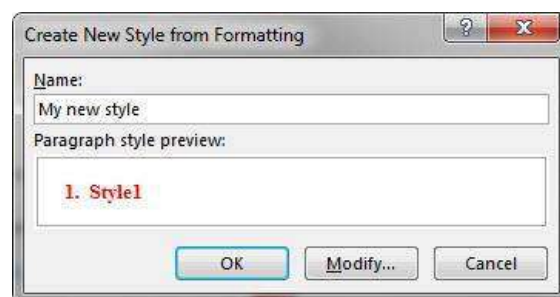 Create New Style from Formatting
?
X
Name:
My new style
Paragraph style preview:
1. Style1
OK
Modify...
Cancel